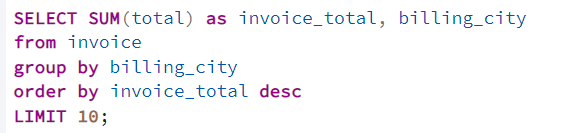 SELECT SUM(total) as invoice_total, billing_city
from invoice
group by billing_city
order by invoice_total desc
LIMIT 10;